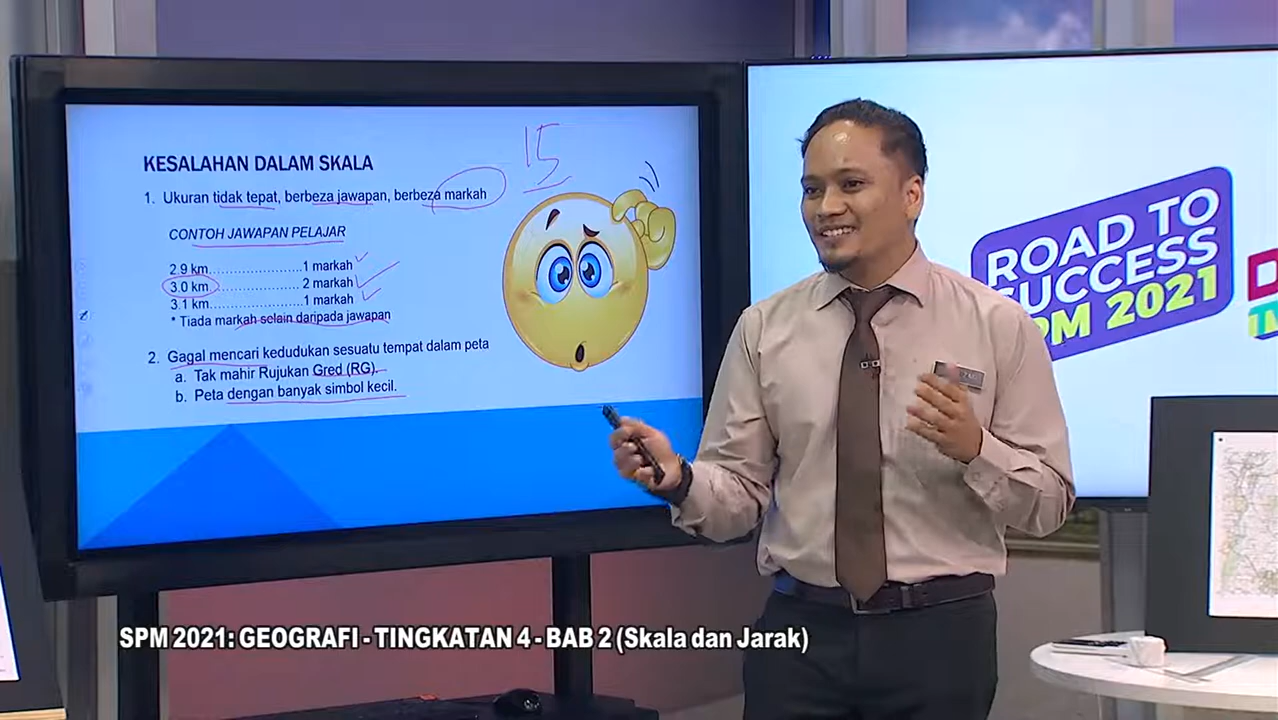 KESALAHAN DALAM SKALA
15
1. Ukuran tidak tepat, berbeza jawapan, berbeza markah
CONTOH JAWAPAN PELAJAR
2.9 km........................1 markah
3.0 km........................2 markah
3.1 km........................1 markah
* Tiada markah selain daripada jawapan
2. Gagal mencari kedudukan sesuatu tempat dalam peta
a. Tak mahir Rujukan Gred (RG).
b. Peta dengan banyak simbol kecil.
ROAD TO
SUCCESS
SPM 2021
SPM 2021: GEOGRAFI - TINGKATAN 4 - BAB 2 (Skala dan Jarak)